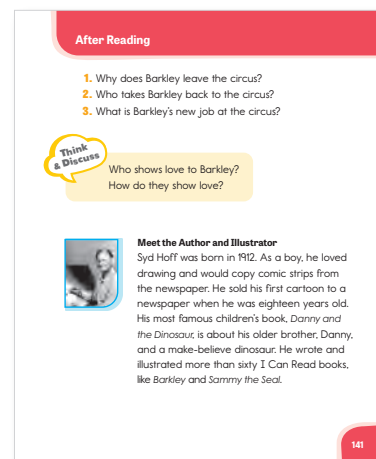 After Reading
1. Why does Barkley leave the circus?
2. Who takes Barkley back to the circus?
3. What is Barkley's new job at the circus?
Think
& Discuss
Who shows love to Barkley?
How do they show love?
Meet the Author and Illustrator
Syd Hoff was born in 1912. As a boy, he loved
drawing and would copy comic strips from
the newspaper. He sold his first cartoon to a
newspaper when he was eighteen years old.
His most famous children's book, Danny and
the Dinosaur, is about his older brother, Danny,
and a make-believe dinosaur. He wrote and
illustrated more than sixty I Can Read books,
like Barkley and Sammy the Seal.
141